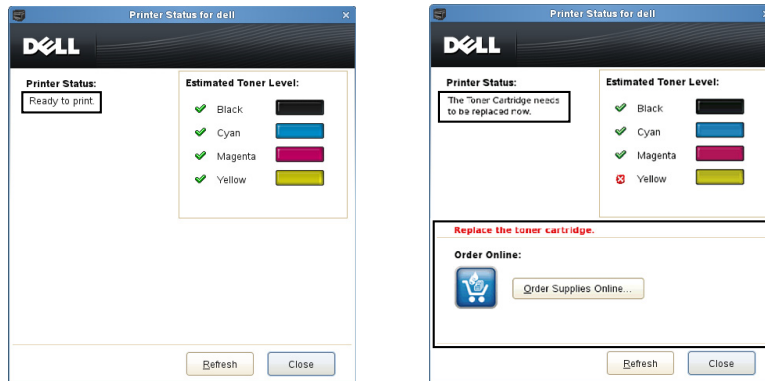 Printer Status for dell
DELL
Printer Status:
Ready to print.
Estimated Toner Level:
Black
Cyan
Magenta
Yellow
Refresh
Close
Printer Status for dell
DELL
Printer Status:
The Toner Cartridge needs
to be replaced now.
Estimated Toner Level:
Black
Cyan
Magenta
Yellow
Replace the toner cartridge.
Order Online:
Order Supplies Online...
Refresh
Close